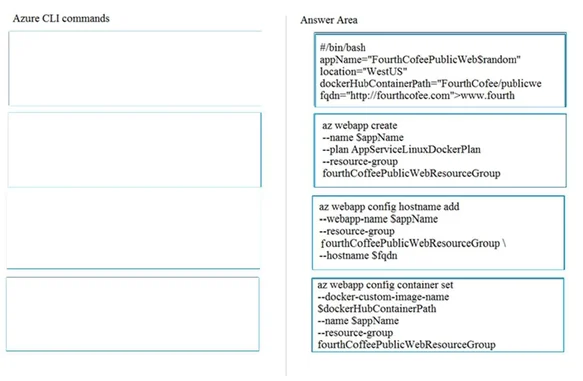 Azure CLI commands
Answer Area
#/bin/bash
appName="FourthCofeePublicWeb$random"
location="WestUS"
dockerHubContainerPath="FourthCofee/publicwe
fqdn="http://fourthcofee.com">www.fourth
az webapp create
--name $appName
--plan AppServiceLinuxDockerPlan
--resource-group
fourthCoffeePublicWebResourceGroup
az webapp config hostname add
--webapp-name $appName
--resource-group
fourthCoffeePublicWebResourceGroup \
--hostname $fqdn
az webapp config container set
--docker-custom-image-name
$dockerHubContainerPath
--name $appName
--resource-group
fourthCoffeePublicWebResourceGroup